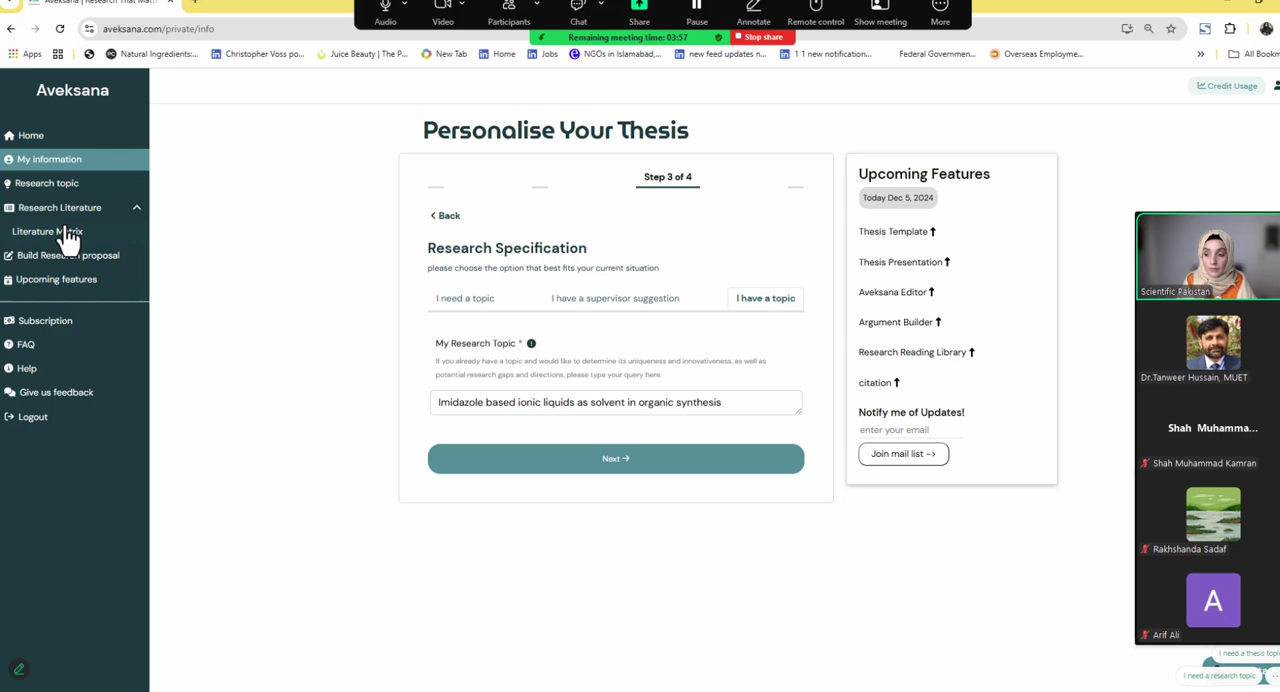 Aveksana | Research That Matte
Audio
Video
Participants
Chat
Share
Pause
Annotate
Remote control
Show meeting
More
aveksana.com/private/info
Remaining meeting time: 03:57
Stop share
Apps
Natural Ingredients:...
Christopher Voss po...
Juice Beauty | The P...
New Tab
Home
Jobs
NGOs in Islamabad,...
new feed updates n...
1 1 new notification...
Federal Governmen...
Overseas Employme...
»
All Bookm
Aveksana
Credit Usage
Home
My information
Research topic
Research Literature
Literature Matrix
Build Research proposal
Upcoming features
Subscription
FAQ
Help
Give us feedback
Logout
Personalise Your Thesis
Step 3 of 4
Back
Research Specification
please choose the option that best fits your current situation
I need a topic
I have a supervisor suggestion
I have a topic
My Research Topic *
If you already have a topic and would like to determine its uniqueness and innovativeness, as well as
potential research gaps and directions, please type your query here.
Imidazole based ionic liquids as solvent in organic synthesis
Next →
Upcoming Features
Today Dec 5, 2024
Thesis Template ⬆
Thesis Presentation ⬆
Aveksana Editor ⬆
Argument Builder ⬆
Research Reading Library ⬆
citation ⬆
Notify me of Updates!
enter your email
Join mail list ->
Scientific Pakistan
Dr.Tanweer Hussain, MUET
Shah Muhamma...
Shah Muhammad Kamran
Rakhshanda Sadaf
A
Arif Ali
I need a thesis topi
I need a research topic